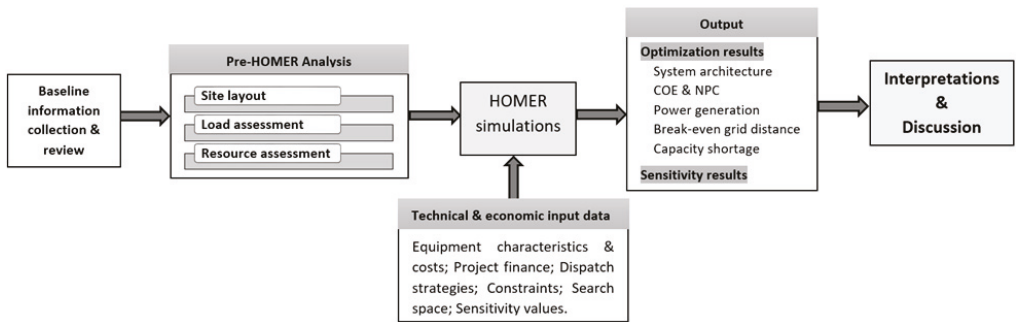 Baseline
information
collection &
review
Pre-HOMER Analysis
Site layout
Load assessment
Resource assessment
HOMER
simulations
Technical & economic input data
Equipment characteristics &
costs; Project finance; Dispatch
strategies; Constraints; Search
space; Sensitivity values.
Output
Optimization results
System architecture
COE & NPC
Power generation
Break-even grid distance
Capacity shortage
Sensitivity results
Interpretations
&
Discussion